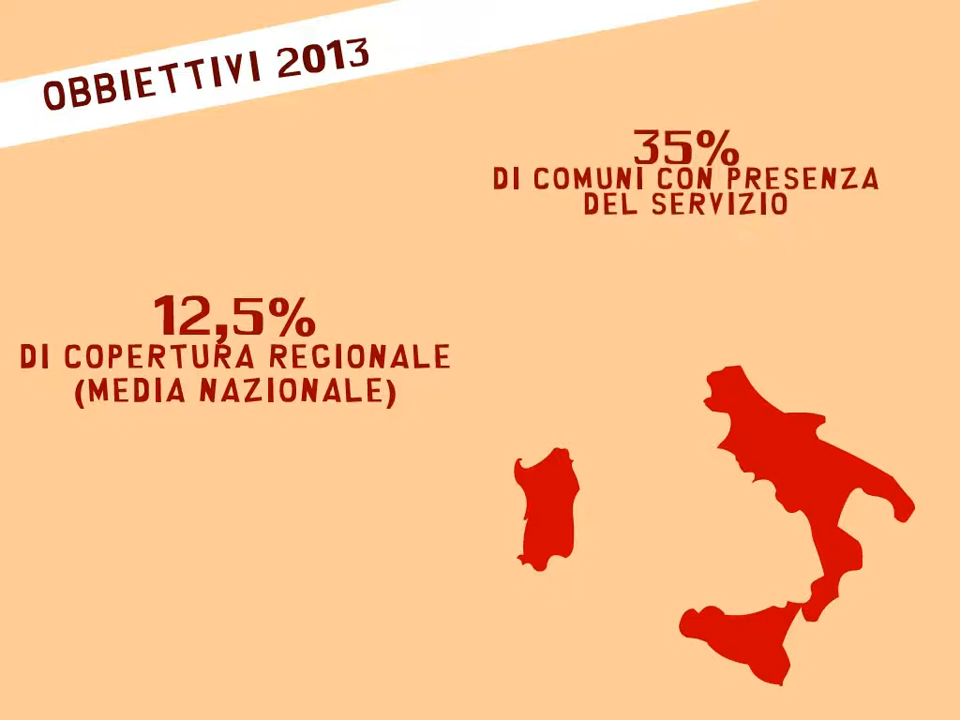 OBBIETTIVI 2013
35%
DI COMUNI CON PRESENZA
DEL SERVIZIO
12,5%
DI COPERTURA REGIONALE
(MEDIA NAZIONALE)